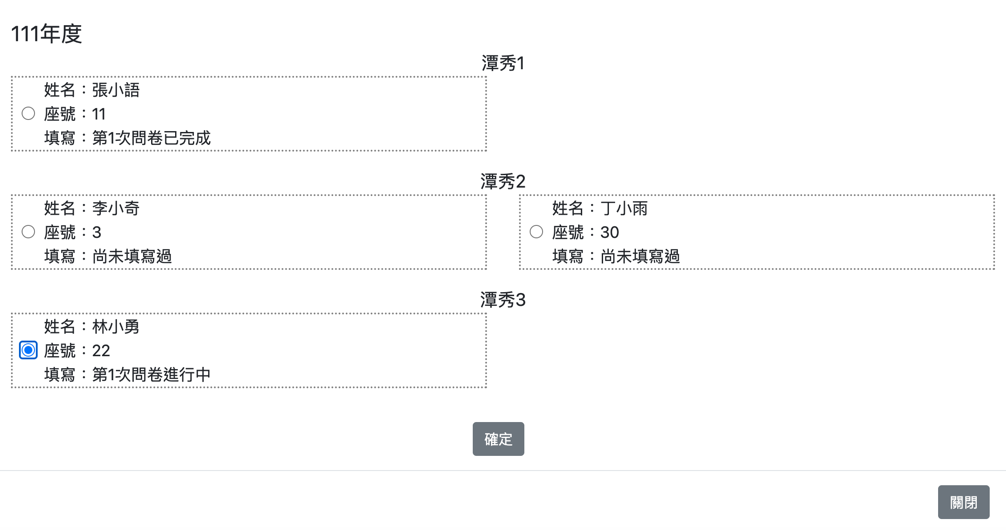 111年度
潭秀1
姓名：張小語
座號：11
填寫：第1次問卷已完成
潭秀2
姓名：李小奇
座號：3
填寫：尚未填寫過
姓名：丁小雨
座號：30
填寫：尚未填寫過
潭秀3
姓名：林小勇
座號：22
填寫：第1次問卷進行中
確定
關閉